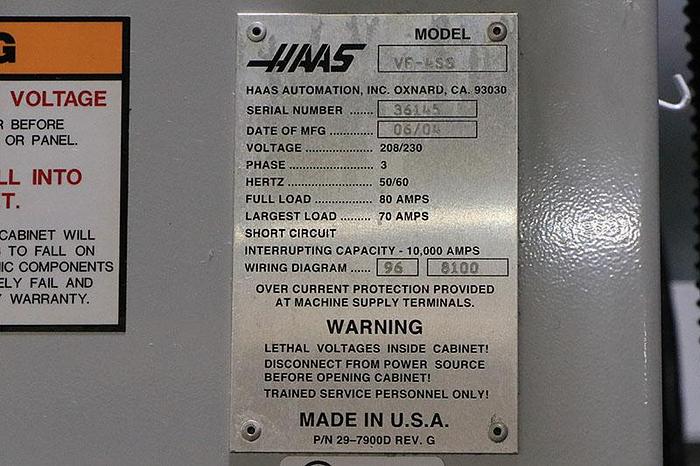 G
VOLTAGE
R BEFORE
OR PANEL.
LL INTO
T.
CABINET WILL
S TO FALL ON
NIC COMPONENTS
ELY FAIL AND
Y WARRANTY.
MODEL
HAAS VF-4SS
HAAS AUTOMATION, INC. OXNARD, CA. 93030
SERIAL NUMBER ....... 36145
DATE OF MFG ........... 06/04
VOLTAGE .................... 208/230
PHASE ......................... 3
HERTZ ......................... 50/60
FULL LOAD ................ 80 AMPS
LARGEST LOAD ......... 70 AMPS
SHORT CIRCUIT
INTERRUPTING CAPACITY - 10,000 AMPS
WIRING DIAGRAM ...... 96 8100
OVER CURRENT PROTECTION PROVIDED
AT MACHINE SUPPLY TERMINALS.
WARNING
LETHAL VOLTAGES INSIDE CABINET!
DISCONNECT FROM POWER SOURCE
BEFORE OPENING CABINET!
TRAINED SERVICE PERSONNEL ONLY!
MADE IN U.S.A.
P/N 29-7900D REV. G